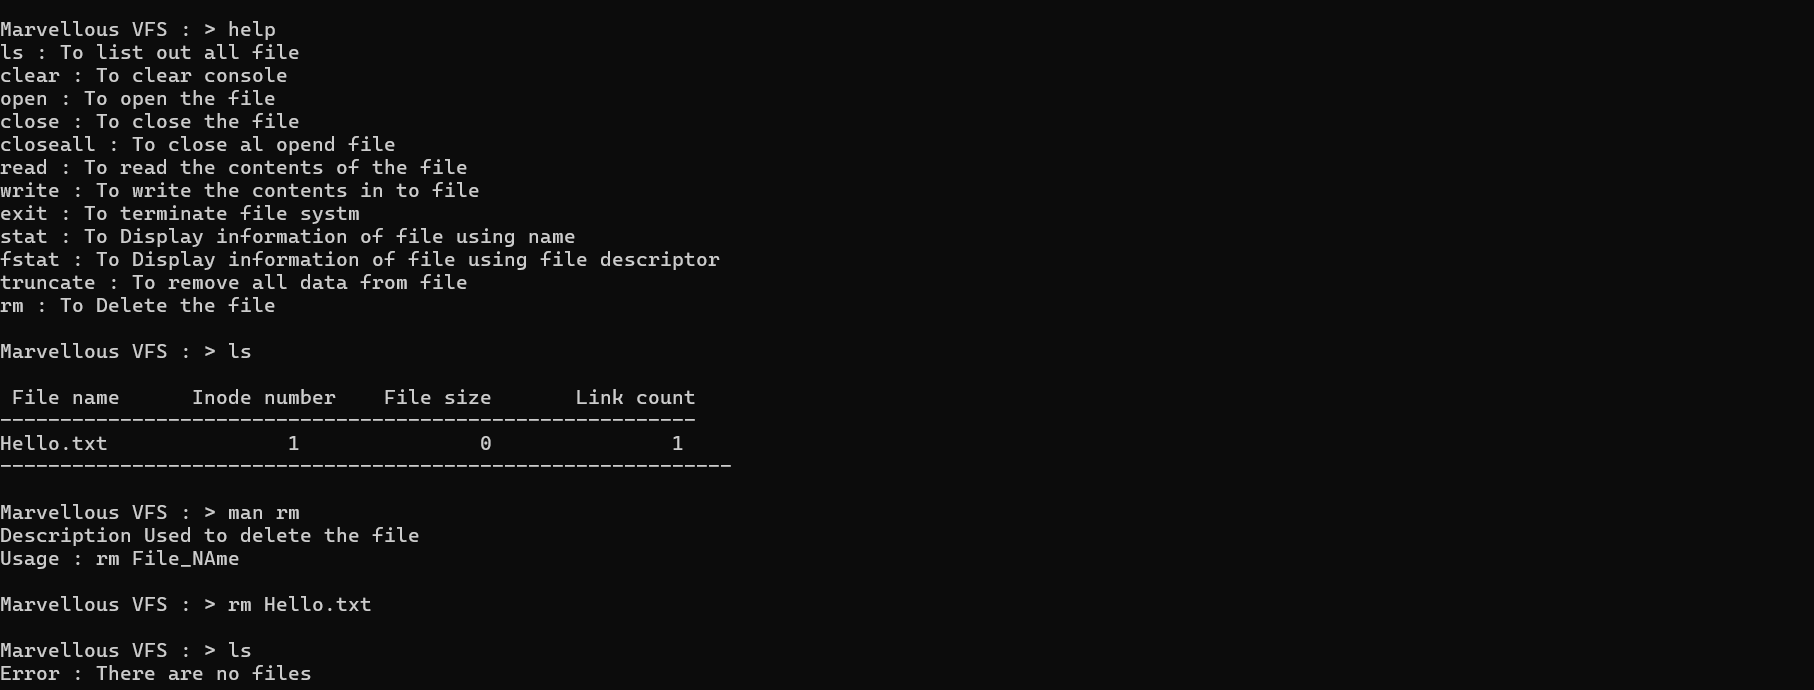 Marvellous VFS : > help
ls : To list out all file
clear : To clear console
open : To open the file
close : To close the file
closeall : To close al opend file
read : To read the contents of the file
write : To write the contents in to file
exit : To terminate file systm
stat : To Display information of file using name
fstat : To Display information of file using file descriptor
truncate : To remove all data from file
rm : To Delete the file
Marvellous VFS : > ls
File name Inode number File size Link count
----------------------------------------------------------
Hello.txt 1 0 1
-------------------------------------------------------------
Marvellous VFS : > man rm
Description Used to delete the file
Usage : rm File_NAme
Marvellous VFS : > rm Hello.txt
Marvellous VFS : > ls
Error : There are no files